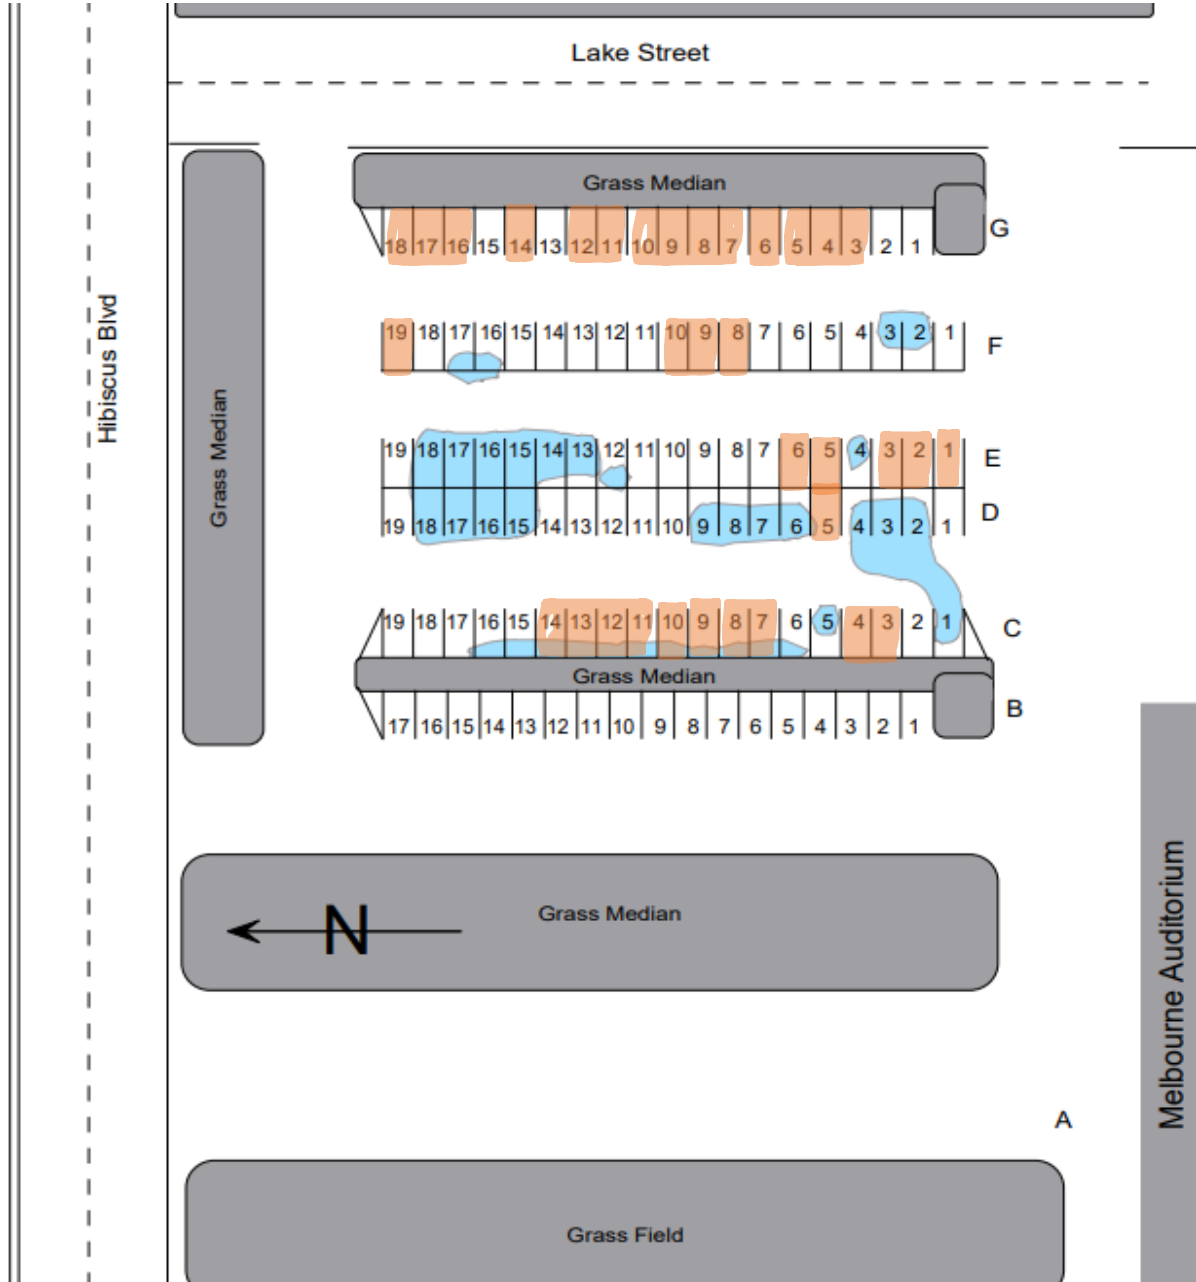 Lake Street
Grass Median
18 17 16 15 14 13 12 11 10 9 8 7 6 5 4 3 2 1
G
19 18 17 16 15 14 13 12 11 10 9 8 7 6 5 4 3 2 1
F
Hibiscus Blvd
Grass Median
19 18 17 16 15 14 13 12 11 10 9 8 7 6 5 4 3 2 1
E
19 18 17 16 15 14 13 12 11 10 9 8 7 6 5 4 3 2 1
D
19 18 17 16 15 14 13 12 11 10 9 8 7 6 5 4 3 2 1
C
Grass Median
17 16 15 14 13 12 11 10 9 8 7 6 5 4 3 2 1
B
Grass Median
N
Melbourne Auditorium
A
Grass Field